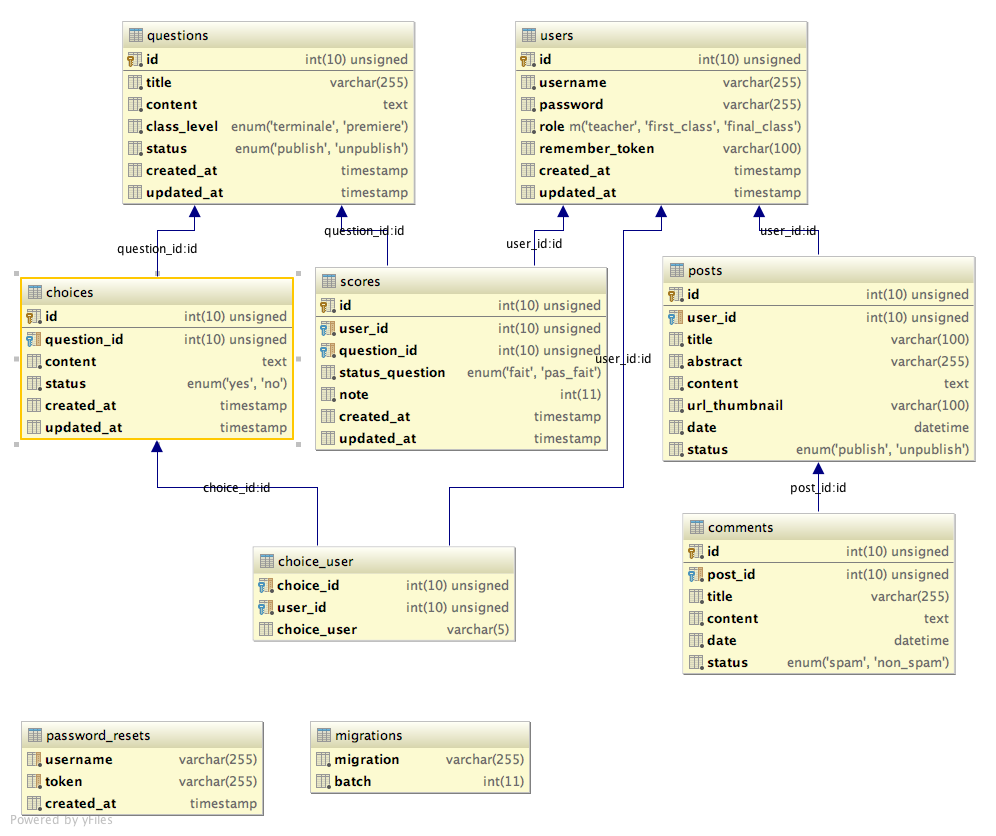 questions
id int(10) unsigned
title varchar(255)
content text
class_level enum('terminale', 'premiere')
status enum('publish', 'unpublish')
created_at timestamp
updated_at timestamp
users
id int(10) unsigned
username varchar(255)
password varchar(255)
role m('teacher', 'first_class', 'final_class')
remember_token varchar(100)
created_at timestamp
updated_at timestamp
question_id:id
question_id:id
user_id:id
user_id:id
choices
id int(10) unsigned
question_id int(10) unsigned
content text
status enum('yes', 'no')
created_at timestamp
updated_at timestamp
scores
id int(10) unsigned
user_id int(10) unsigned
question_id int(10) unsigned
status_question enum('fait', 'pas_fait')
note int(11)
created_at timestamp
updated_at timestamp
user_id:id
posts
id int(10) unsigned
user_id int(10) unsigned
title varchar(100)
abstract varchar(255)
content text
url_thumbnail varchar(100)
date datetime
status enum('publish', 'unpublish')
choice_id:id
post_id:id
choice_user
choice_id int(10) unsigned
user_id int(10) unsigned
choice_user varchar(5)
comments
id int(10) unsigned
post_id int(10) unsigned
title varchar(255)
content text
date datetime
status enum('spam', 'non_spam')
password_resets
username varchar(255)
token varchar(255)
created_at timestamp
migrations
migration varchar(255)
batch int(11)
Powered by yFiles